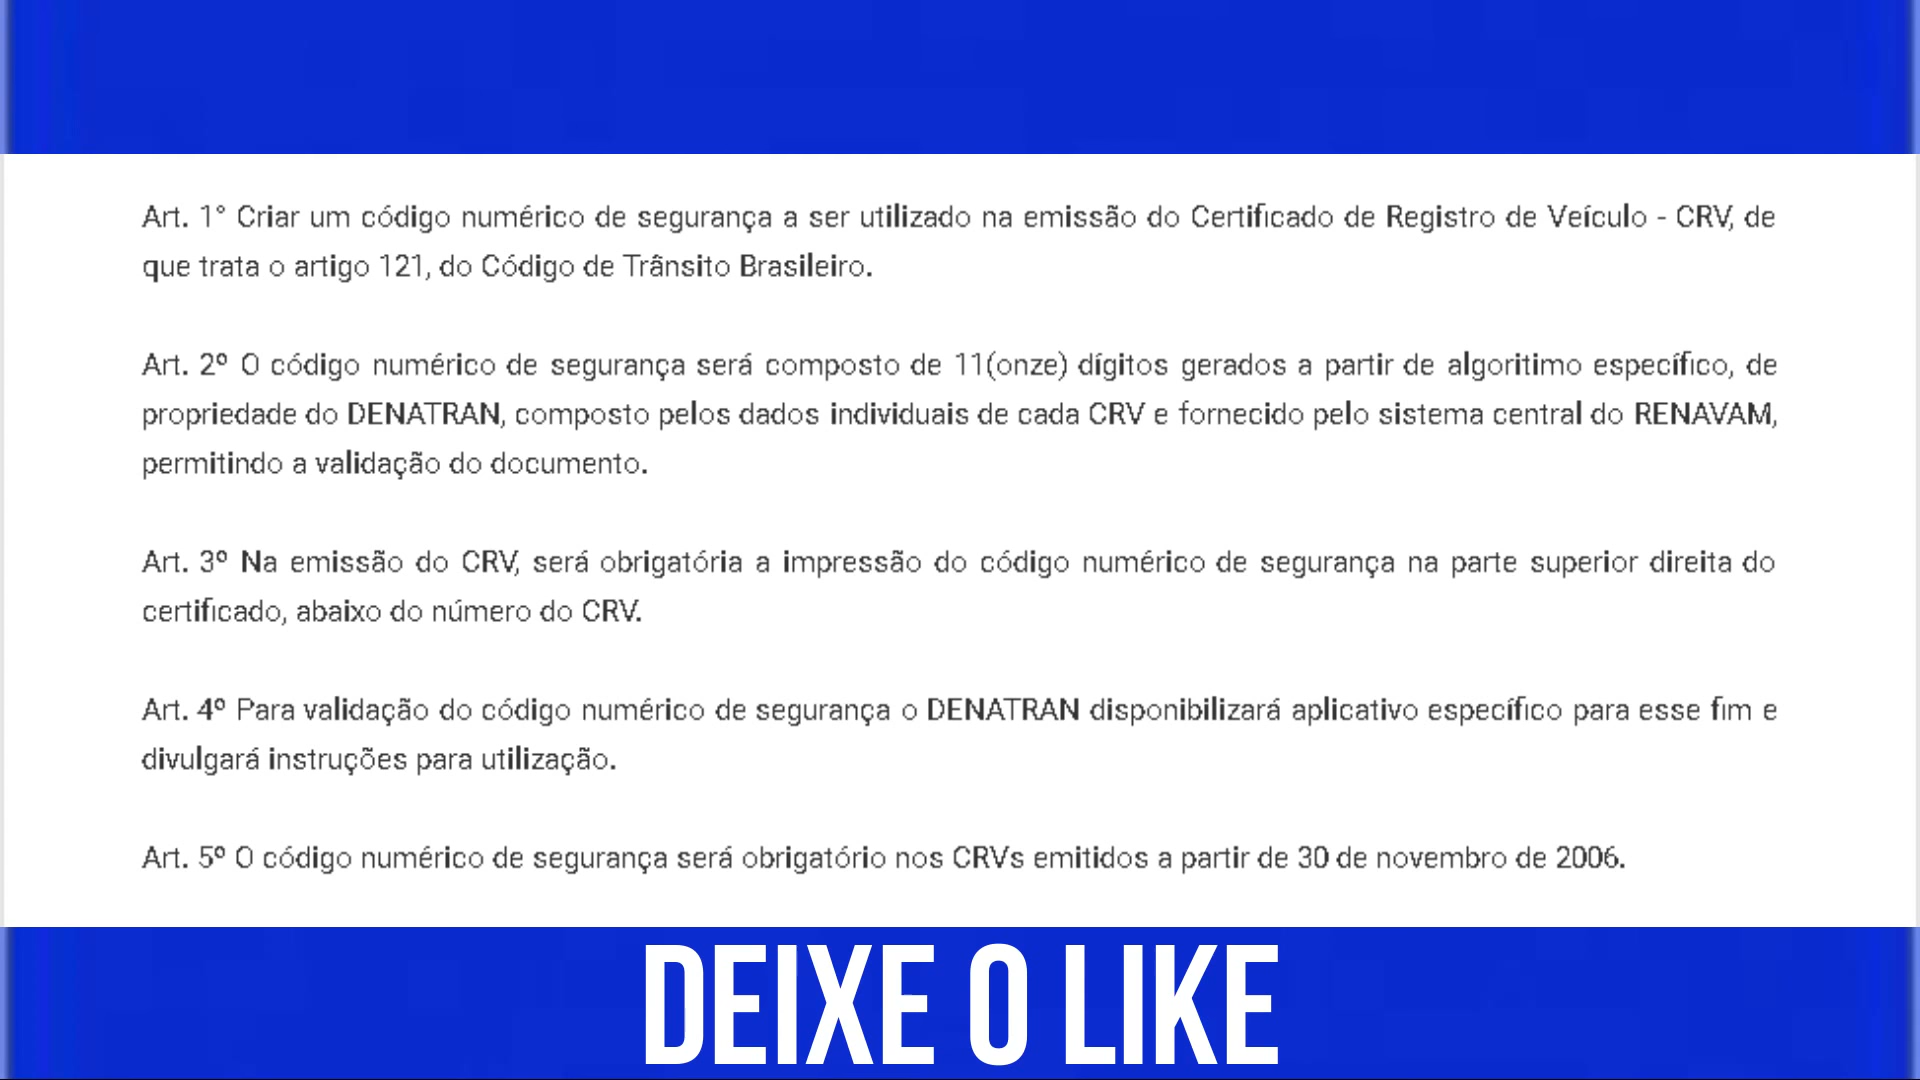 Art. 1° Criar um código numérico de segurança a ser utilizado na emissão do Certificado de Registro de Veículo - CRV, de
que trata o artigo 121, do Código de Trânsito Brasileiro.
Art. 2º O código numérico de segurança será composto de 11(onze) dígitos gerados a partir de algoritimo específico, de
propriedade do DENATRAN, composto pelos dados individuais de cada CRV e fornecido pelo sistema central do RENAVAM,
permitindo a validação do documento.
Art. 3º Na emissão do CRV, será obrigatória a impressão do código numérico de segurança na parte superior direita do
certificado, abaixo do número do CRV.
Art. 4º Para validação do código numérico de segurança o DENATRAN disponibilizará aplicativo específico para esse fim e
divulgará instruções para utilização.
Art. 5º O código numérico de segurança será obrigatório nos CRVs emitidos a partir de 30 de novembro de 2006.
DEIXE O LIKE